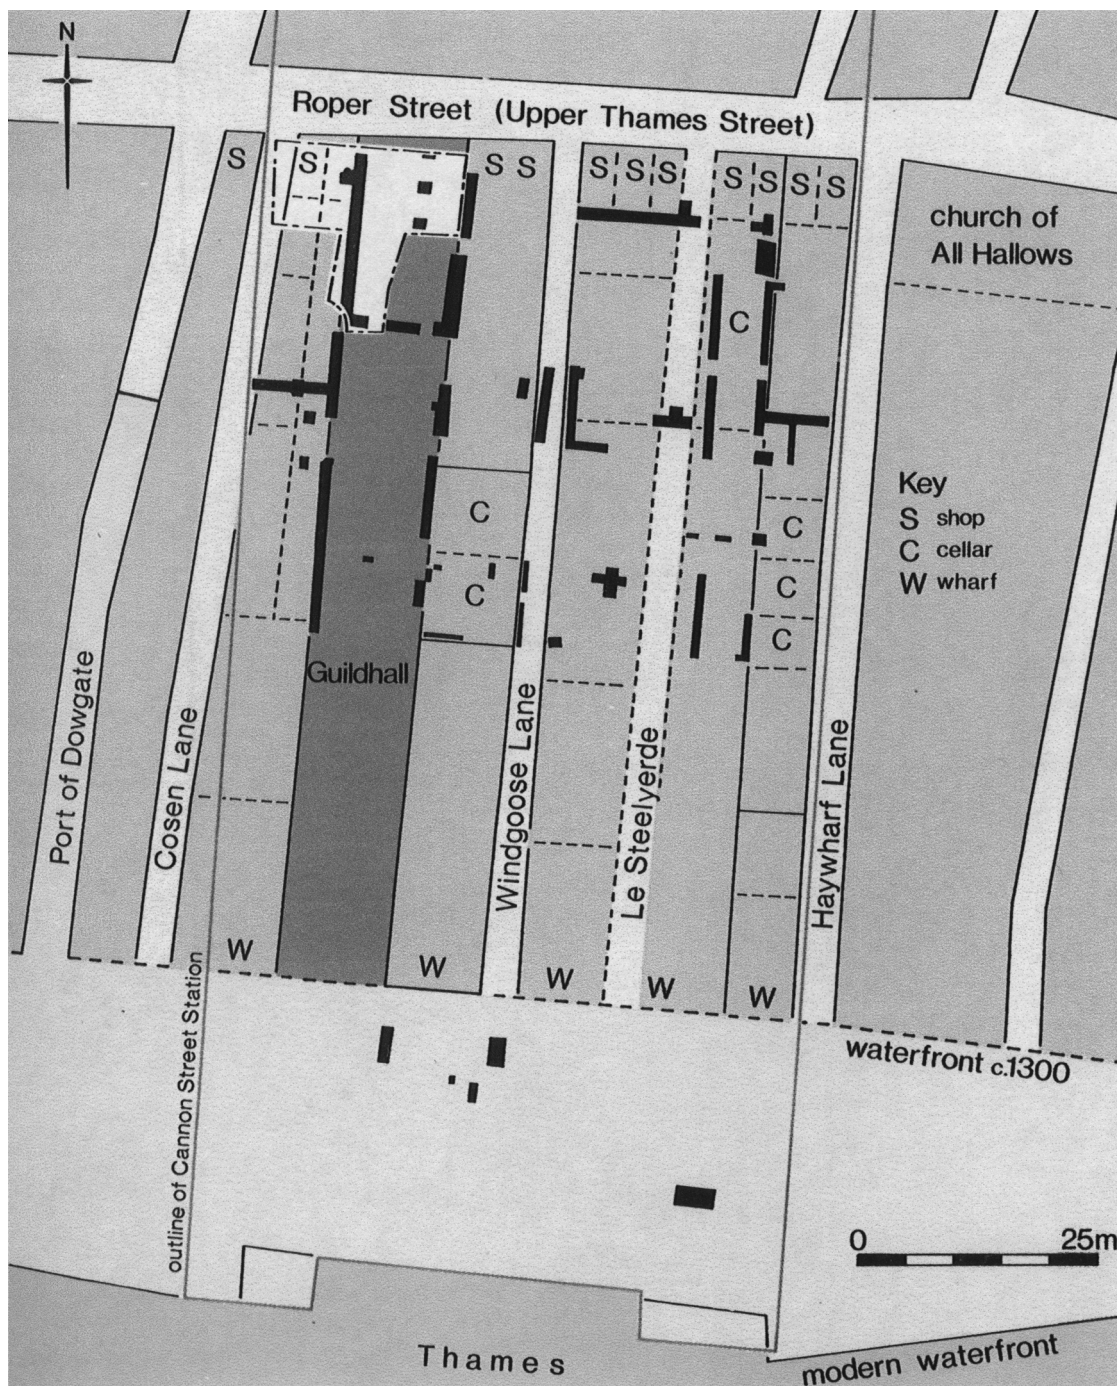 N
Roper Street (Upper Thames Street)
S
S
S S
S S S
S S S S
church of
All Hallows
C
Key
S shop
C cellar
W wharf
C
C
C
C
C
Guildhall
Port of Dowgate
Cosen Lane
Windgoose Lane
Le Steelyerde
Haywharf Lane
W
W
W
W
W
outline of Cannon Street Station
waterfront c.1300
0 25m
Thames
modern waterfront